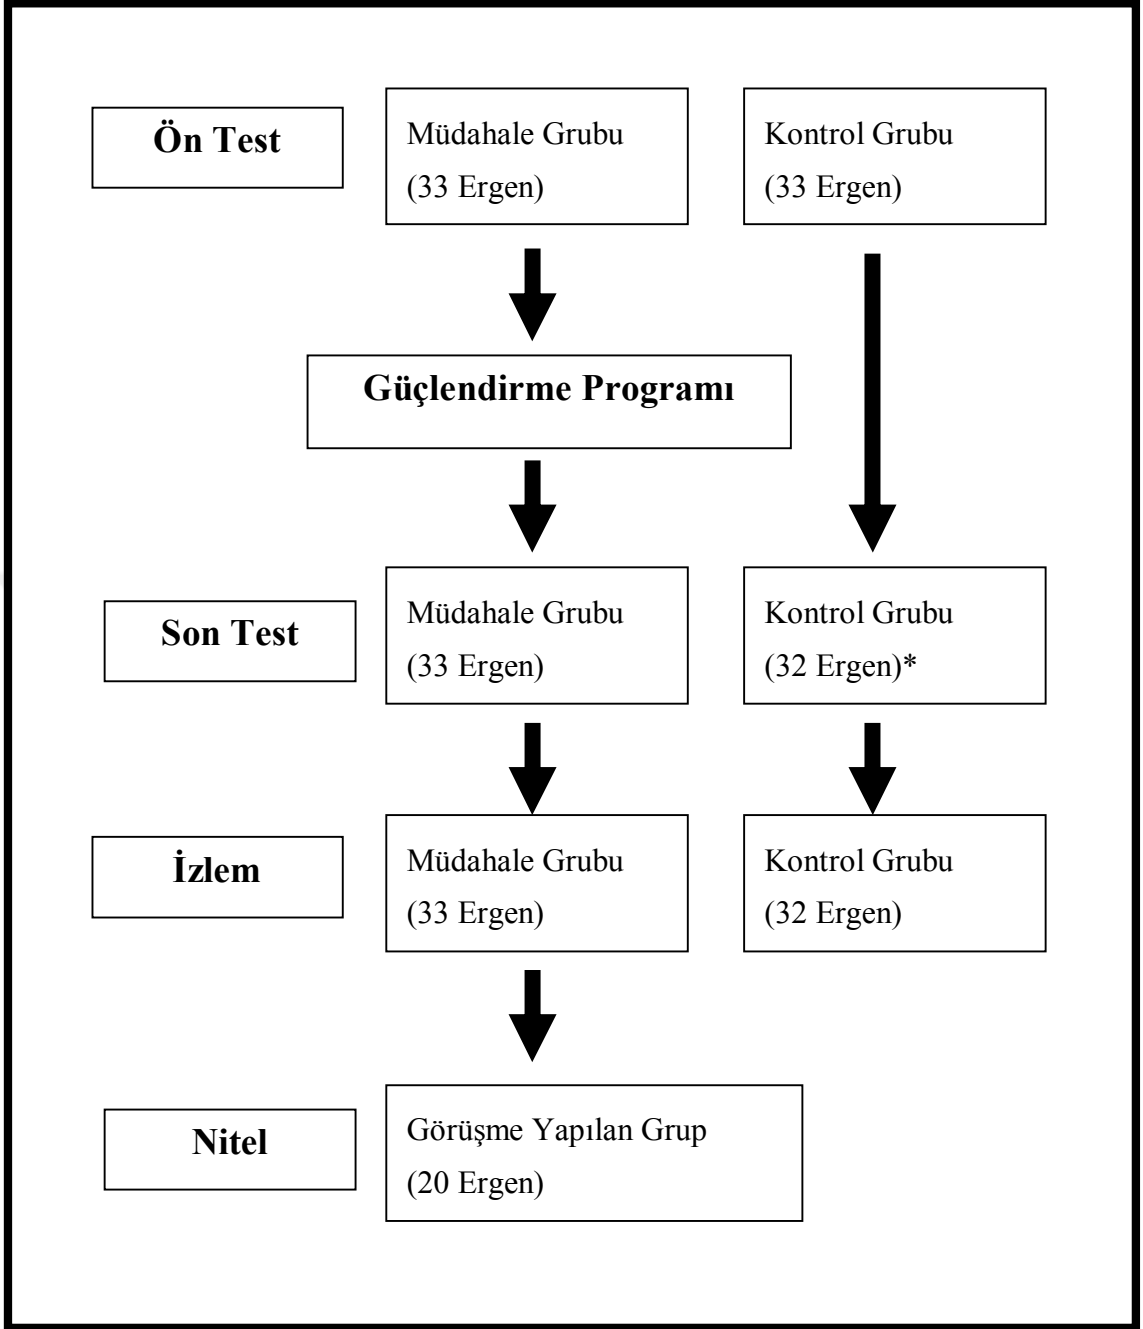 Ön Test
Müdahale Grubu
(33 Ergen)
Kontrol Grubu
(33 Ergen)
Güçlendirme Programı
Son Test
Müdahale Grubu
(33 Ergen)
Kontrol Grubu
(32 Ergen)*
İzlem
Müdahale Grubu
(33 Ergen)
Kontrol Grubu
(32 Ergen)
Nitel
Görüşme Yapılan Grup
(20 Ergen)